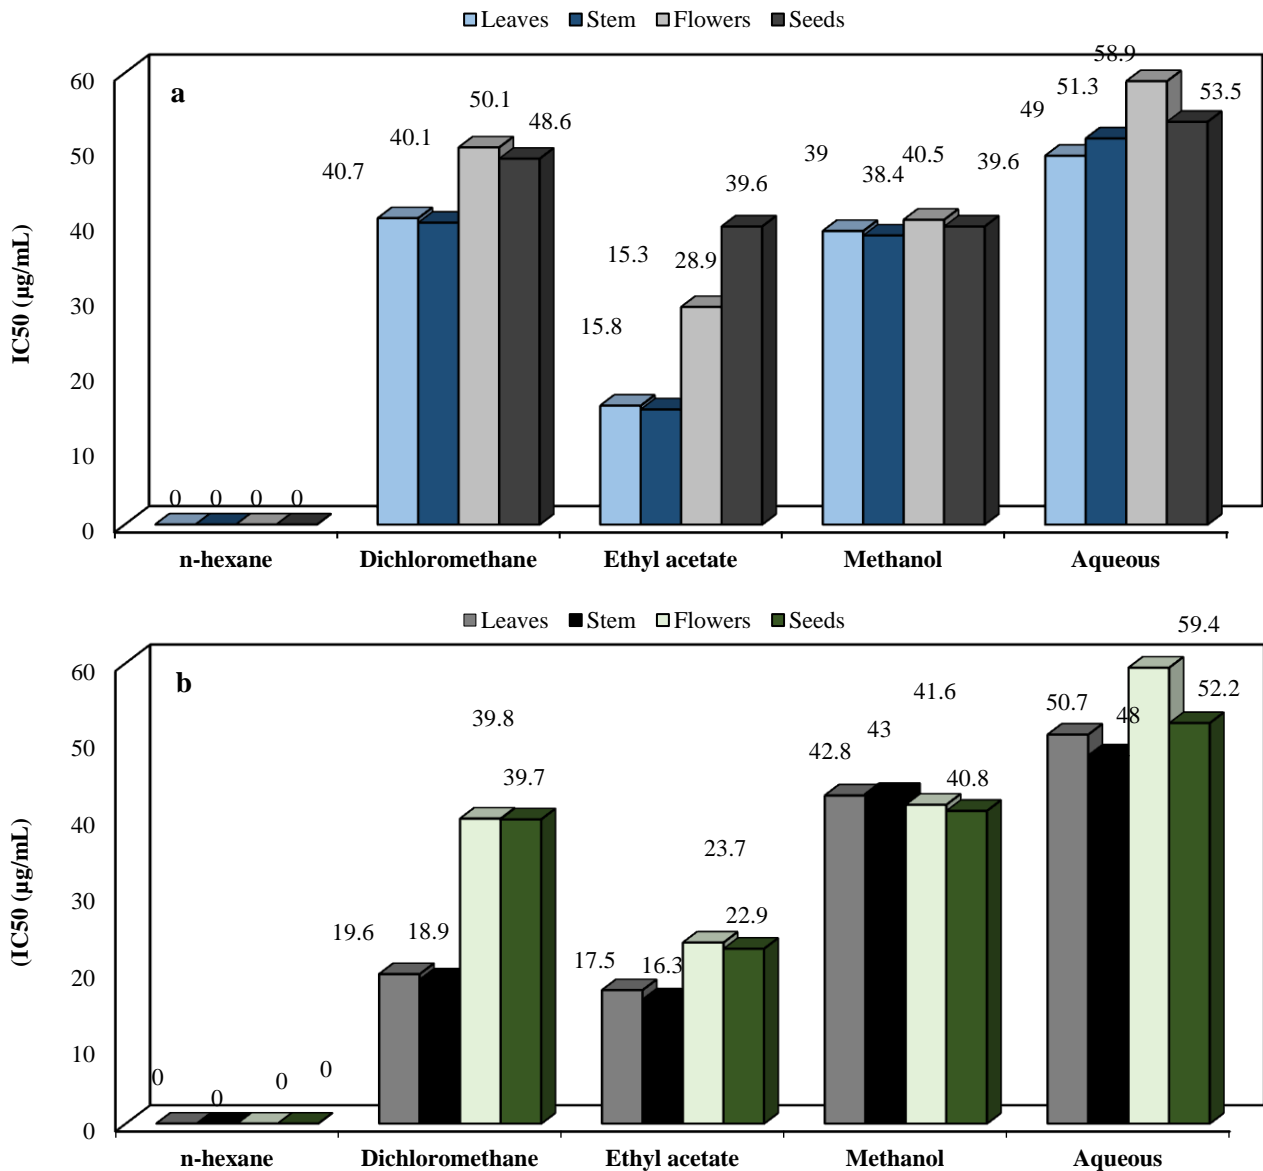 Leaves Stem Flowers Seeds
a
IC50 (µg/mL)
60
50
40
30
20
10
0
0 0 0 0
40.7 40.1 50.1 48.6
15.8 15.3 28.9 39.6
39 38.4 40.5 39.6
49 51.3 58.9 53.5
n-hexane Dichloromethane Ethyl acetate Methanol Aqueous
Leaves Stem Flowers Seeds
b
(IC50 (µg/mL)
60
50
40
30
20
10
0
0 0 0 0
19.6 18.9 39.8 39.7
17.5 16.3 23.7 22.9
42.8 43 41.6 40.8
50.7 48 59.4 52.2
n-hexane Dichloromethane Ethyl acetate Methanol Aqueous